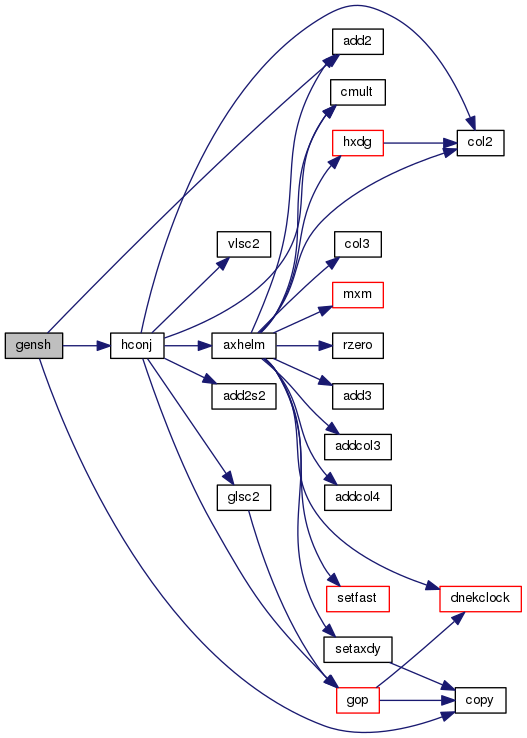 add2
cmult
hxdg
col2
vlsc2
col3
mxm
gensh
hconj
axhelm
rzero
add2s2
add3
addcol3
glsc2
addcol4
setfast
dnekclock
setaxdy
gop
copy